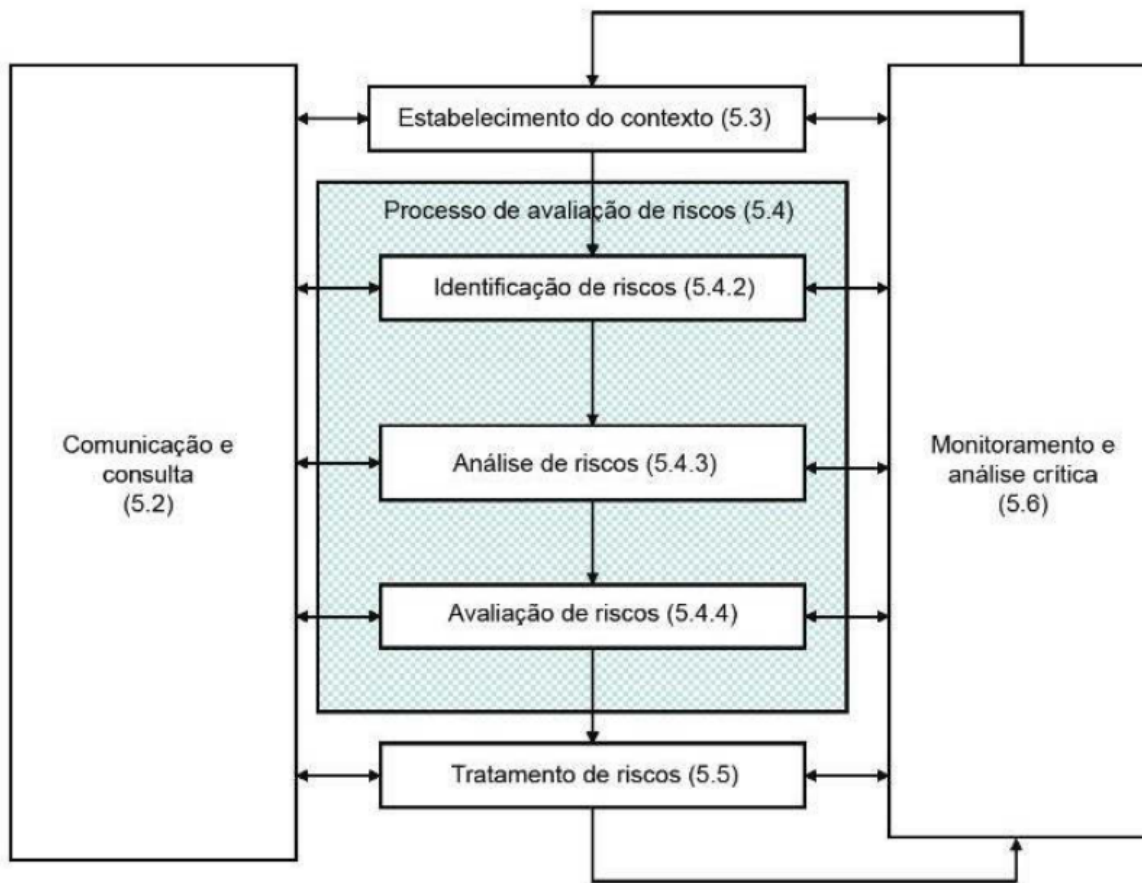 Estabelecimento do contexto (5.3)
Processo de avaliação de riscos (5.4)
Identificação de riscos (5.4.2)
Comunicação e
consulta
(5.2)
Análise de riscos (5.4.3)
Monitoramento e
análise crítica
(5.6)
Avaliação de riscos (5.4.4)
Tratamento de riscos (5.5)